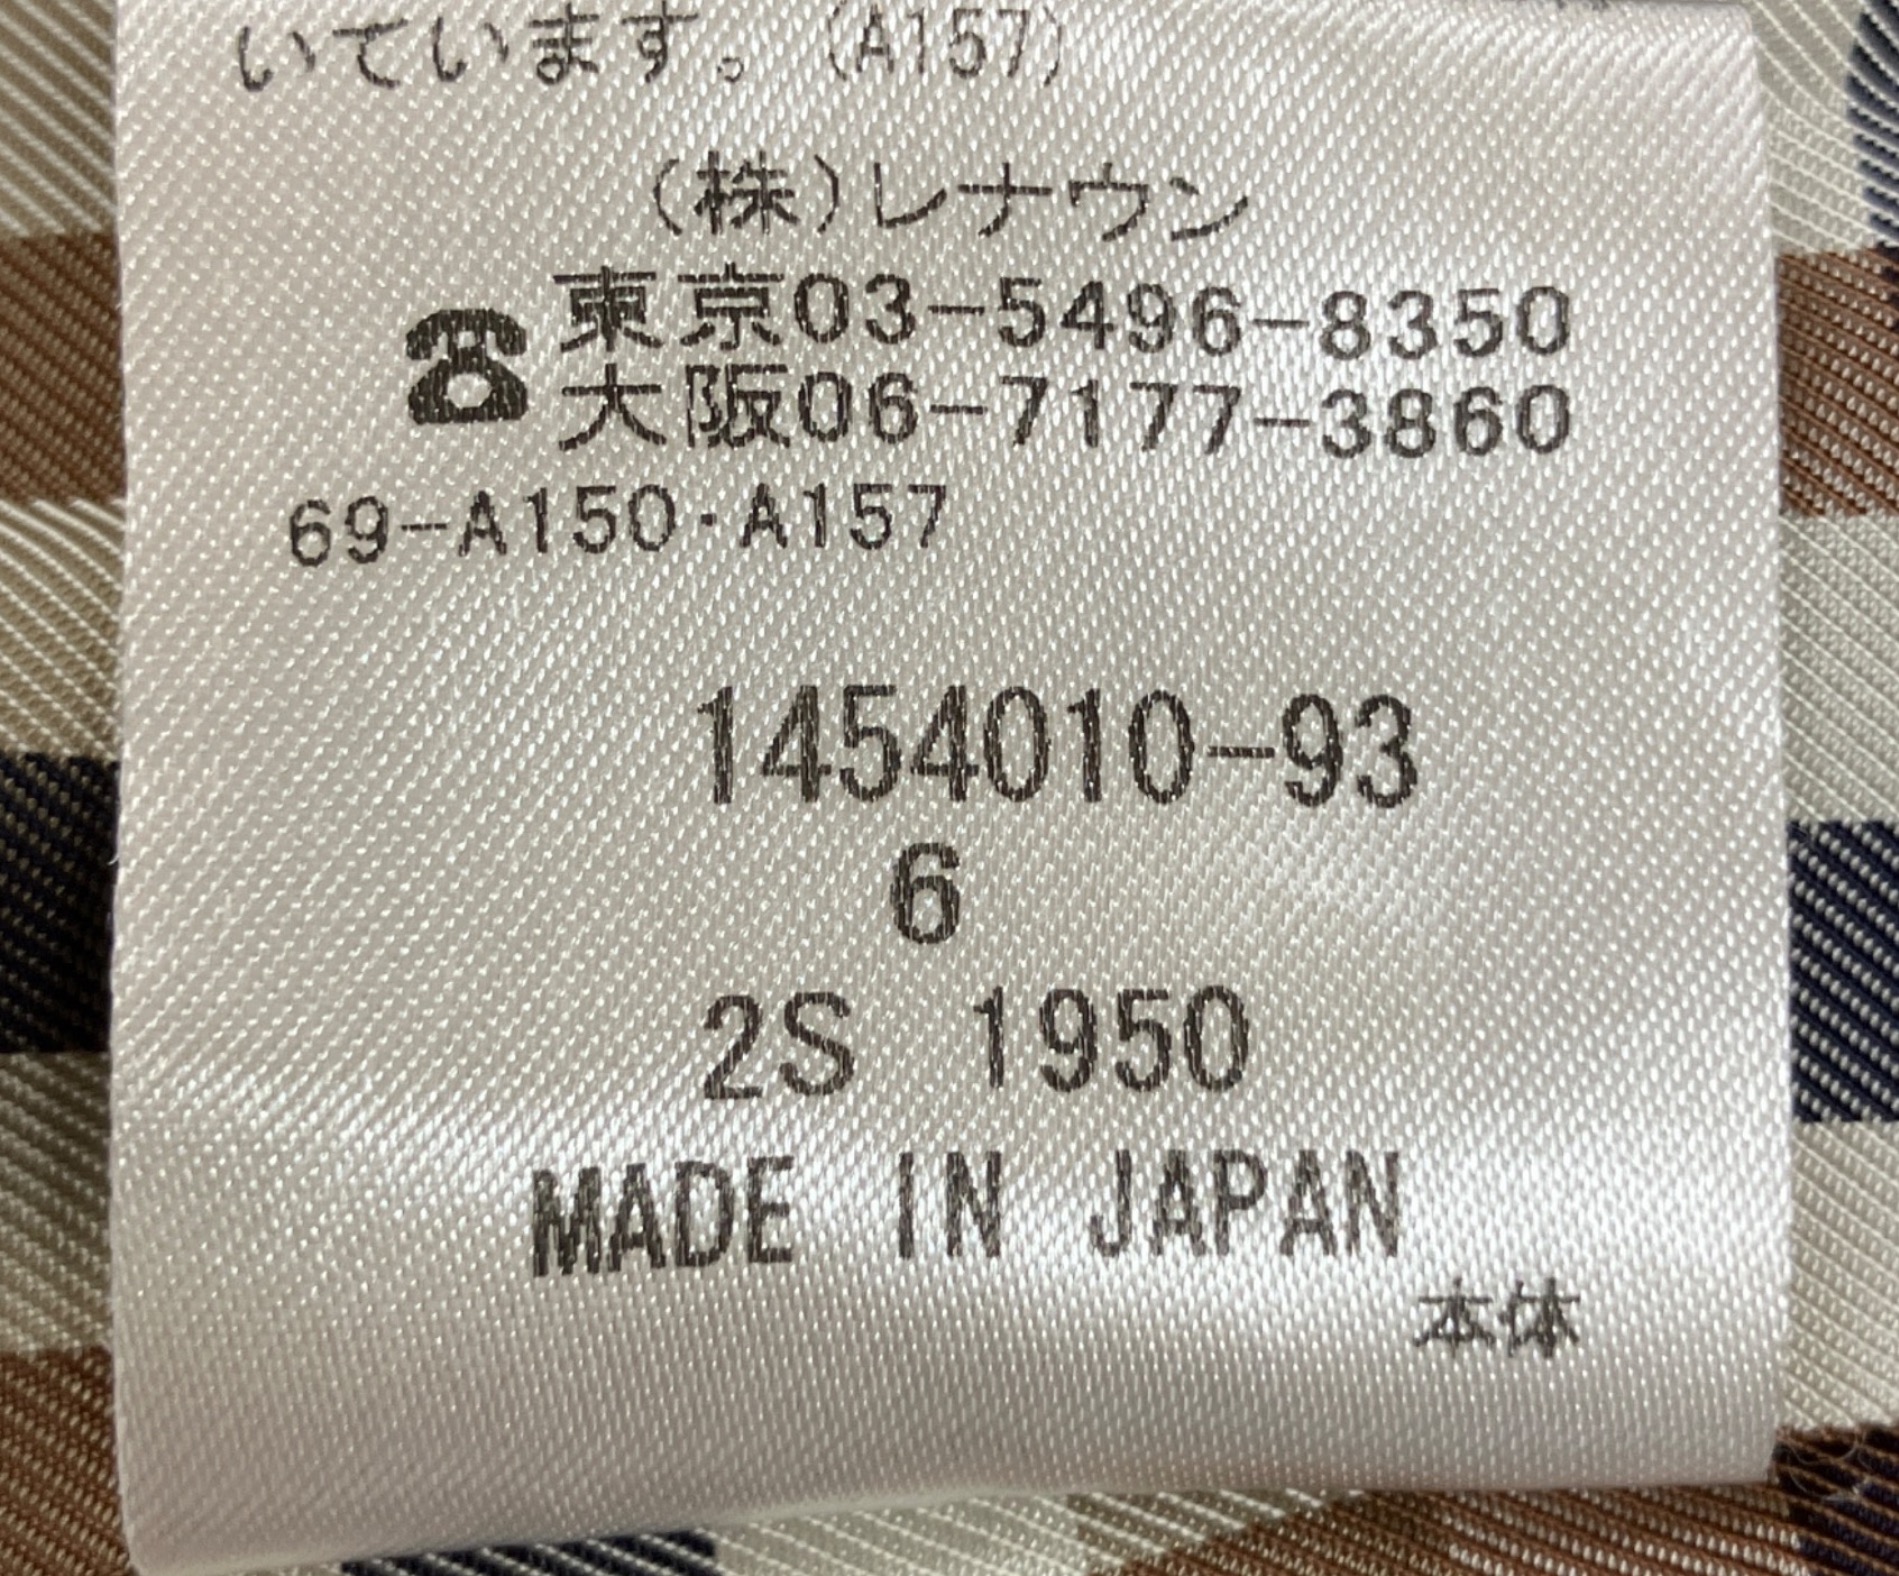 いています。(A157)
(株)レナウン
☎東京03-5496-8350
大阪06-7177-3860
69-A150・A157
1454010-93
6
2S 1950
MADE IN JAPAN
本体